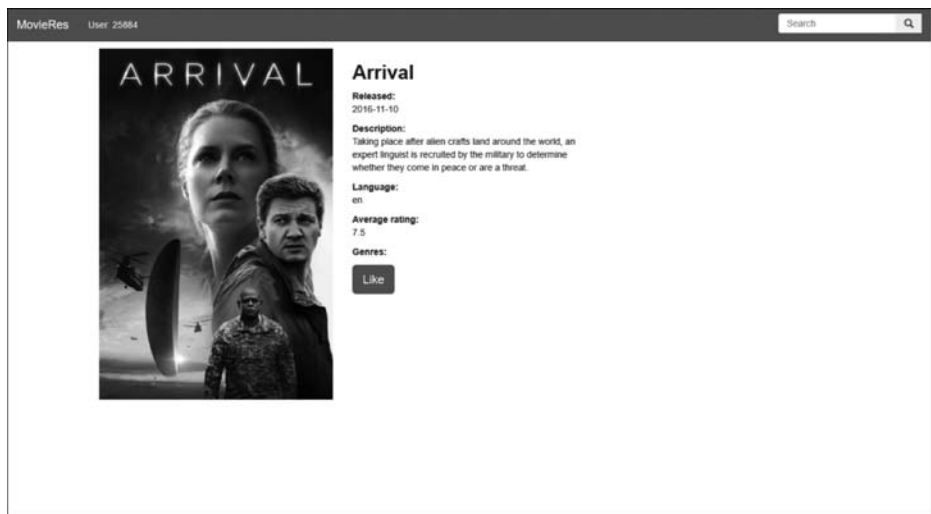 MovieRes User 25884 Search
ARRIVAL
Arrival
Released:
2016-11-10
Description:
Taking place after alien crafts land around the world, an
expert linguist is recruited by the military to determine
whether they come in peace or are a threat.
Language:
en
Average rating:
7.5
Genres:
Like